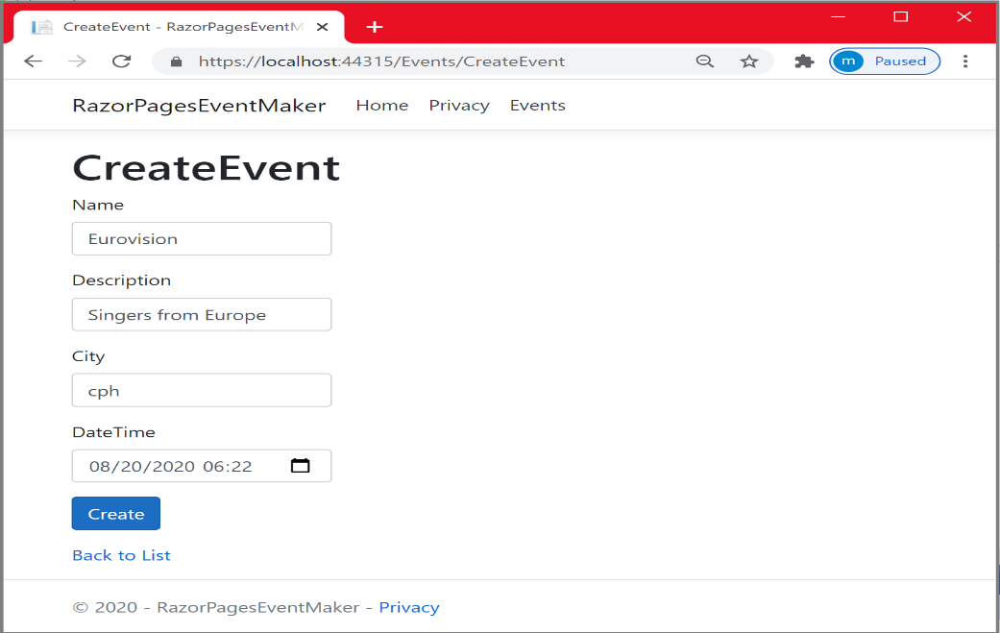 CreateEvent - RazorPagesEventM
https://localhost:44315/Events/CreateEvent
m Paused
RazorPagesEventMaker Home Privacy Events
CreateEvent
Name
Eurovision
Description
Singers from Europe
City
cph
DateTime
08/20/2020 06:22
Create
Back to List
© 2020 - RazorPagesEventMaker - Privacy